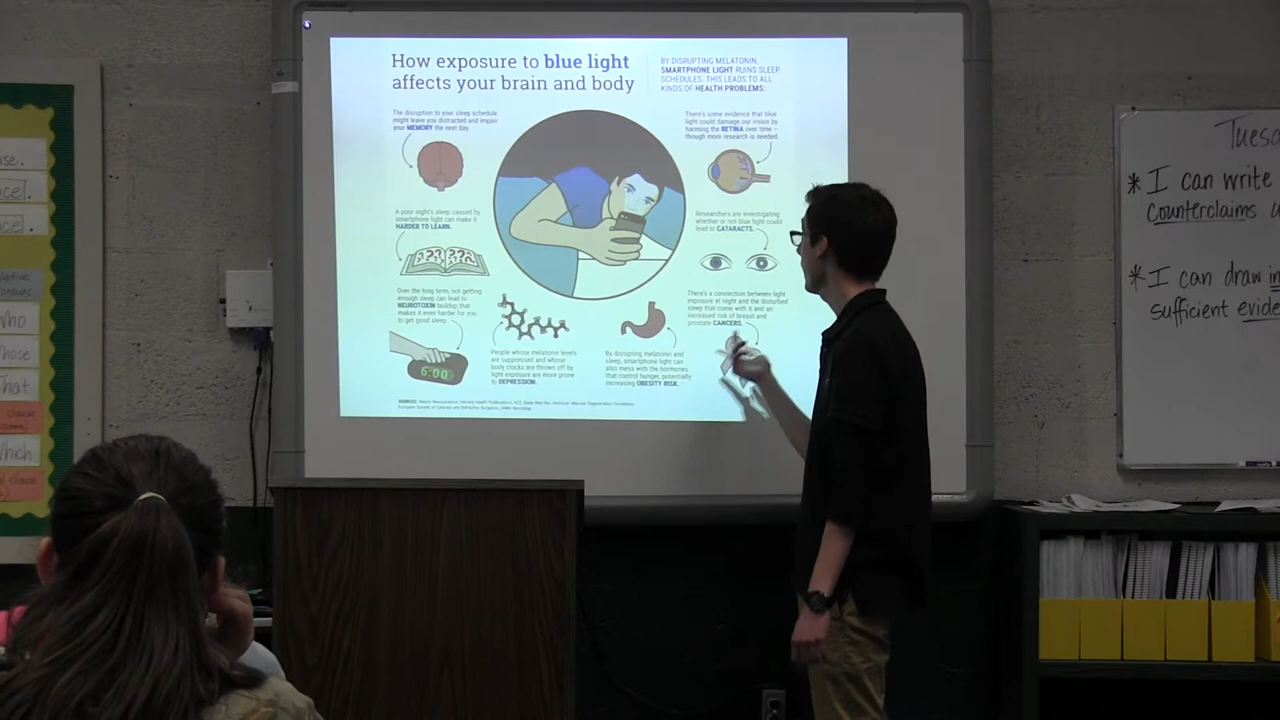 How exposure to blue light
affects your brain and body
BY DISRUPTING MELATONIN,
SMARTPHONE LIGHT RUINS SLEEP
SCHEDULES. THIS LEADS TO ALL
KINDS OF HEALTH PROBLEMS:
The disruption to your sleep schedule
might leave you distracted and impair
your MEMORY the next day.
There's some evidence that blue
light could damage our vision by
harming the RETINA over time –
though more research is needed.
A poor night's sleep caused by
smartphone light can make it
HARDER TO LEARN.
Researchers are investigating
whether or not blue light could
lead to CATARACTS.
Over the long term, not getting
enough sleep can lead to
NEUROTOXIN buildup that
makes it even harder for you
to get good sleep.
There's a connection between light
exposure at night and the disturbed
sleep that come with it and an
increased risk of breast and
prostate CANCERS.
6:00
People whose melatonin levels
are suppressed and whose
body clocks are thrown off by
light exposure are more prone
to DEPRESSION.
By disrupting melatonin and
sleep, smartphone light can
also mess with the hormones
that control hunger, potentially
increasing OBESITY RISK.
SOURCES:
* I can write
counterclaims
* I can draw
sufficient
Who
That